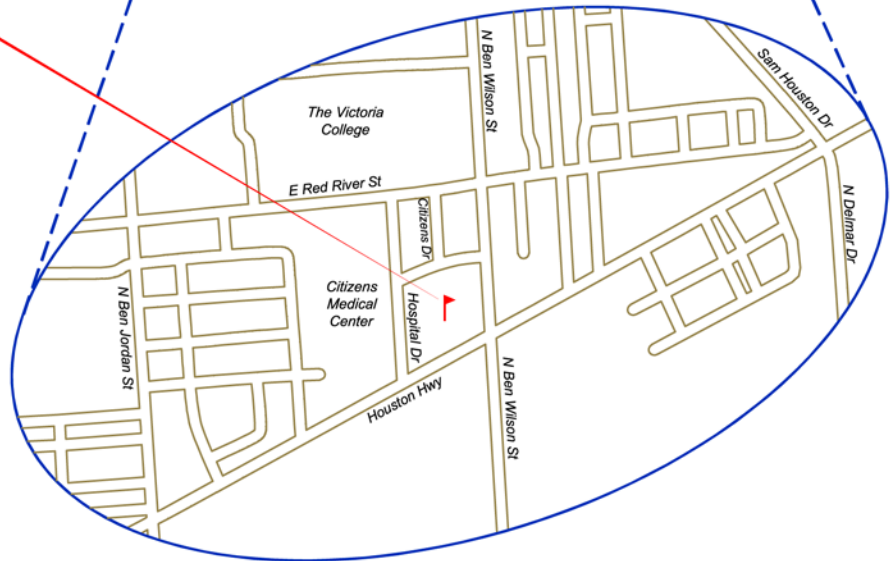 N Ben Wilson St
Sam Houston Dr
The Victoria
College
E Red River St
Citizens Dr
N Delmar Dr
Citizens
Medical
Center
N Ben Jordan St
Hospital Dr
Houston Hwy
N Ben Wilson St